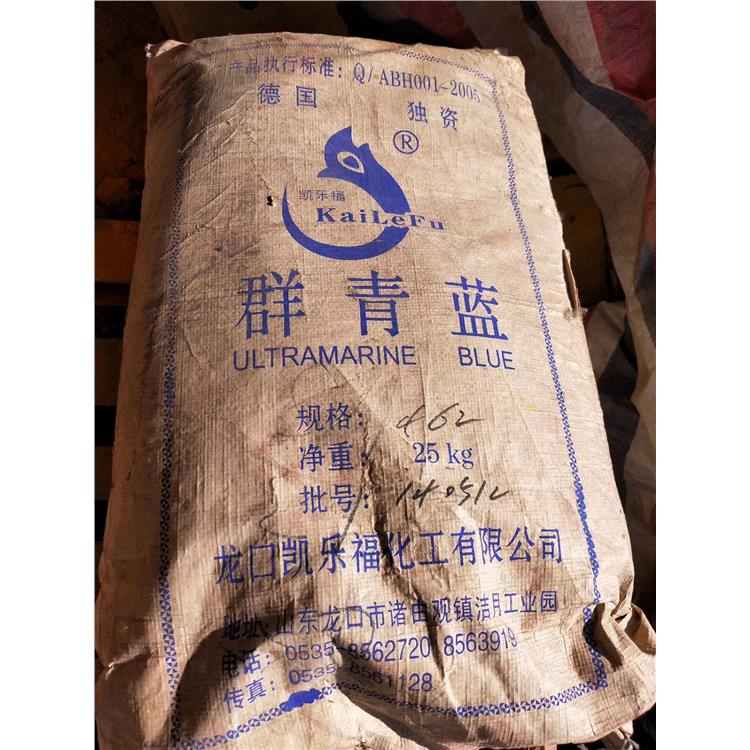 产品执行标准：Q/ABH001-2005
德国 独资
®
凯乐福
KaiLeFu
群青蓝
ULTRAMARINE BLUE
规格：462
净重：25kg
批号：140512
龙口凯乐福化工有限公司
地址：山东龙口市诸由观镇洁月工业园
电话：0535-8562720 8563919
传真：0535-8561128